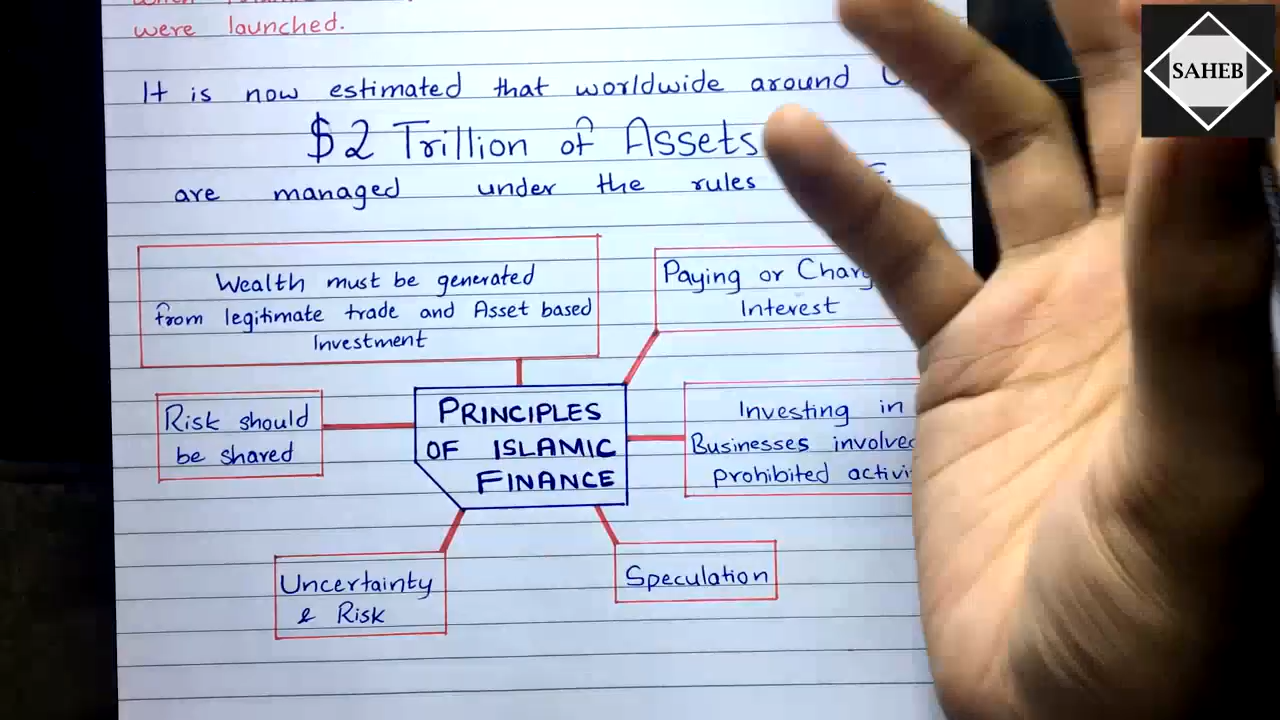 were launched.
It is now estimated that worldwide around
$2 Trillion of Assets
are managed under the rules
Wealth must be generated
from legitimate trade and Asset based
Investment
Paying or
Interest
Risk should
be shared
PRINCIPLES
OF ISLAMIC
FINANCE
Investing in
Businesses
prohibited
Uncertainty
& Risk
Speculation
SAHEB